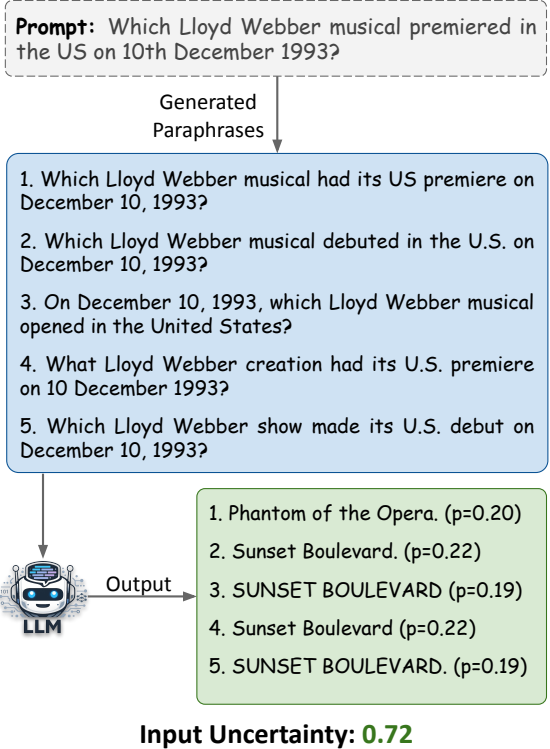 Prompt: Which Lloyd Webber musical premiered in
the US on 10th December 1993?
Generated
Paraphrases
1. Which Lloyd Webber musical had its US premiere on
December 10, 1993?
2. Which Lloyd Webber musical debuted in the U.S. on
December 10, 1993?
3. On December 10, 1993, which Lloyd Webber musical
opened in the United States?
4. What Lloyd Webber creation had its U.S. premiere
on 10 December 1993?
5. Which Lloyd Webber show made its U.S. debut on
December 10, 1993?
1. Phantom of the Opera. (p=0.20)
2. Sunset Boulevard. (p=0.22)
3. SUNSET BOULEVARD (p=0.19)
4. Sunset Boulevard (p=0.22)
5. SUNSET BOULEVARD. (p=0.19)
Output
LLM
Input Uncertainty: 0.72